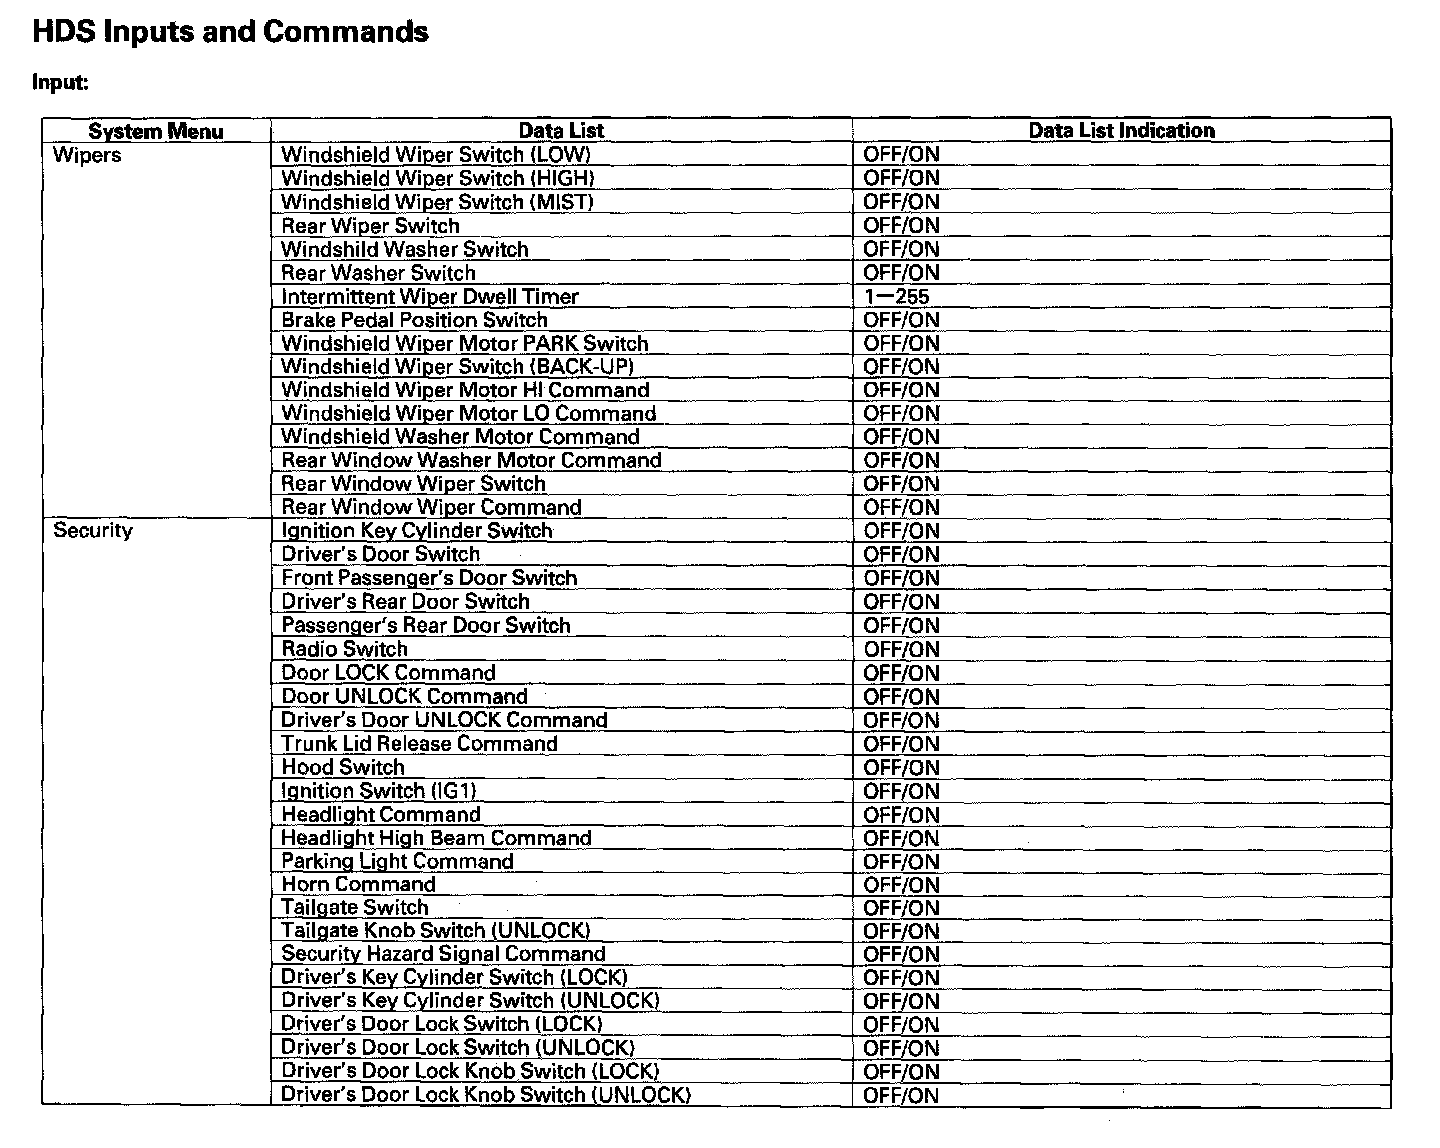 HDS Inputs and Commands
Input:
System Menu Data List Data List Indication
Wipers Windshield Wiper Switch (LOW) OFF/ON
Windshield Wiper Switch (HIGH) OFF/ON
Windshield Wiper Switch (MIST) OFF/ON
Rear Wiper Switch OFF/ON
Windshild Washer Switch OFF/ON
Rear Washer Switch OFF/ON
Intermittent Wiper Dwell Timer 1—255
Brake Pedal Position Switch OFF/ON
Windshield Wiper Motor PARK Switch OFF/ON
Windshield Wiper Switch (BACK-UP) OFF/ON
Windshield Wiper Motor HI Command OFF/ON
Windshield Wiper Motor LO Command OFF/ON
Windshield Washer Motor Command OFF/ON
Rear Window Washer Motor Command OFF/ON
Rear Window Wiper Switch OFF/ON
Rear Window Wiper Command OFF/ON
Security Ignition Key Cylinder Switch OFF/ON
Driver's Door Switch OFF/ON
Front Passenger's Door Switch OFF/ON
Driver's Rear Door Switch OFF/ON
Passenger's Rear Door Switch OFF/ON
Radio Switch OFF/ON
Door LOCK Command OFF/ON
Door UNLOCK Command OFF/ON
Driver's Door UNLOCK Command OFF/ON
Trunk Lid Release Command OFF/ON
Hood Switch OFF/ON
Ignition Switch (IG1) OFF/ON
Headlight Command OFF/ON
Headlight High Beam Command OFF/ON
Parking Light Command OFF/ON
Horn Command OFF/ON
Tailgate Switch OFF/ON
Tailgate Knob Switch (UNLOCK) OFF/ON
Security Hazard Signal Command OFF/ON
Driver's Key Cylinder Switch (LOCK) OFF/ON
Driver's Key Cylinder Switch (UNLOCK) OFF/ON
Driver's Door Lock Switch (LOCK) OFF/ON
Driver's Door Lock Switch (UNLOCK) OFF/ON
Driver's Door Lock Knob Switch (LOCK) OFF/ON
Driver's Door Lock Knob Switch (UNLOCK) OFF/ON